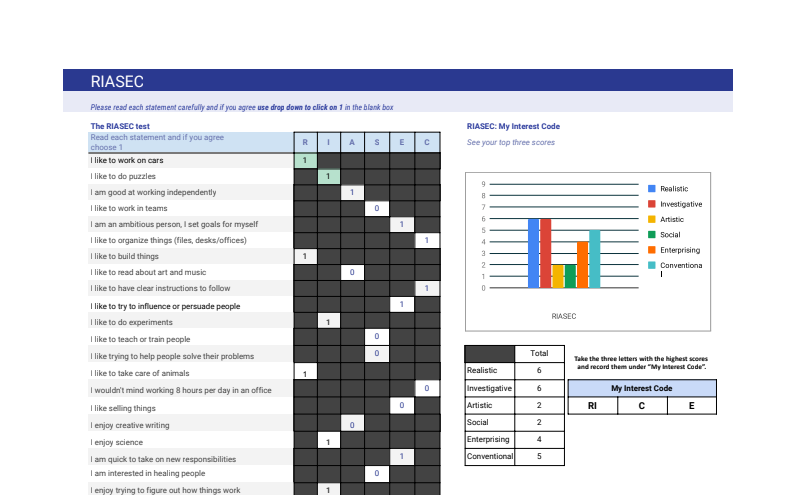 RIASEC
Please read each statement carefully and if you agree use drop down to click on 1 in the blank box
The RIASEC test
Read each statement and if you agree
choose 1
R I A S E C
I like to work on cars 1
I like to do puzzles 1
I am good at working independently 1
I like to work in teams 0
I am an ambitious person, I set goals for myself 1
I like to organize things (files, desks/offices) 1
I like to build things 1
I like to read about art and music 0
I like to have clear instructions to follow 1
I like to try to influence or persuade people 1
I like to do experiments 1
I like to teach or train people 0
I like trying to help people solve their problems 0
I like to take care of animals 1
I wouldn't mind working 8 hours per day in an office 0
I like selling things 0
I enjoy creative writing 0
I enjoy science 1
I am quick to take on new responsibilities 1
I am interested in healing people 0
I enjoy trying to figure out how things work 1
RIASEC: My Interest Code
See your top three scores
9
8
7
6
5
4
3
2
1
0
RIASEC
Realistic
Investigative
Artistic
Social
Enterprising
Conventiona
l
Total
Realistic 6
Investigative 6
Artistic 2
Social 2
Enterprising 4
Conventional 5
Take the three letters with the highest scores
and record them under "My Interest Code".
My Interest Code
RI C E